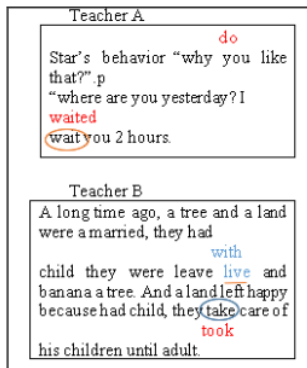 Teacher A
do
Star's behavior “why you like
that?”.p
“where are you yesterday? I
waited
wait you 2 hours.
Teacher B
A long time ago, a tree and a land
were a married, they had
with
child they were leave live and
banana a tree. And a land left happy
because had child, they take care of
took
his children until adult.